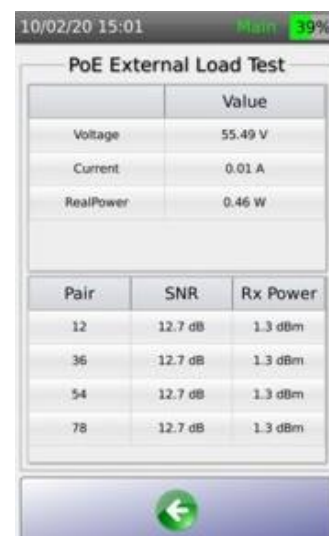 10/02/20 15:01 Main 39%
PoE External Load Test
Value
Voltage 55.49 V
Current 0.01 A
RealPower 0.46 W
Pair SNR Rx Power
12 12.7 dB 1.3 dBm
36 12.7 dB 1.3 dBm
54 12.7 dB 1.3 dBm
78 12.7 dB 1.3 dBm